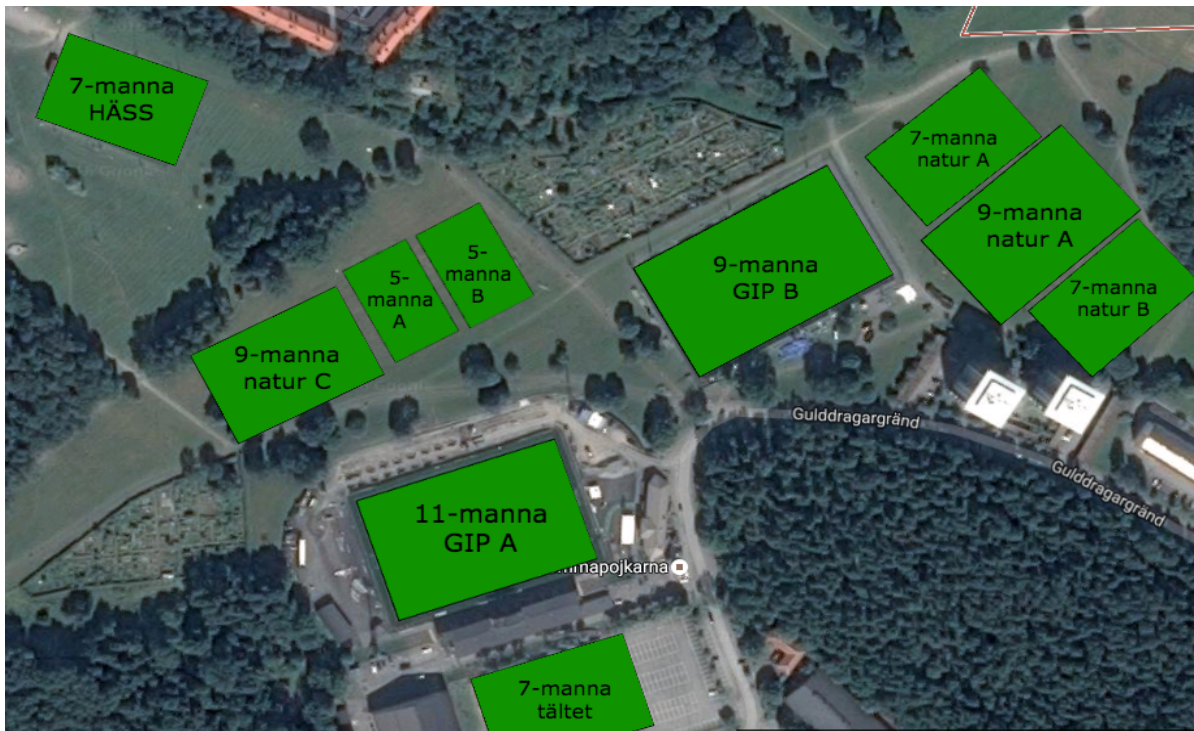 7-manna
HÄSS
7-manna
natur A
9-manna
natur A
7-manna
natur B
9-manna
GIP B
5-
manna
B
5-
manna
A
9-manna
natur C
Gulddragargränd
Gulddragargränd
11-manna
GIP A
mmapojkarna
7-manna
tältet